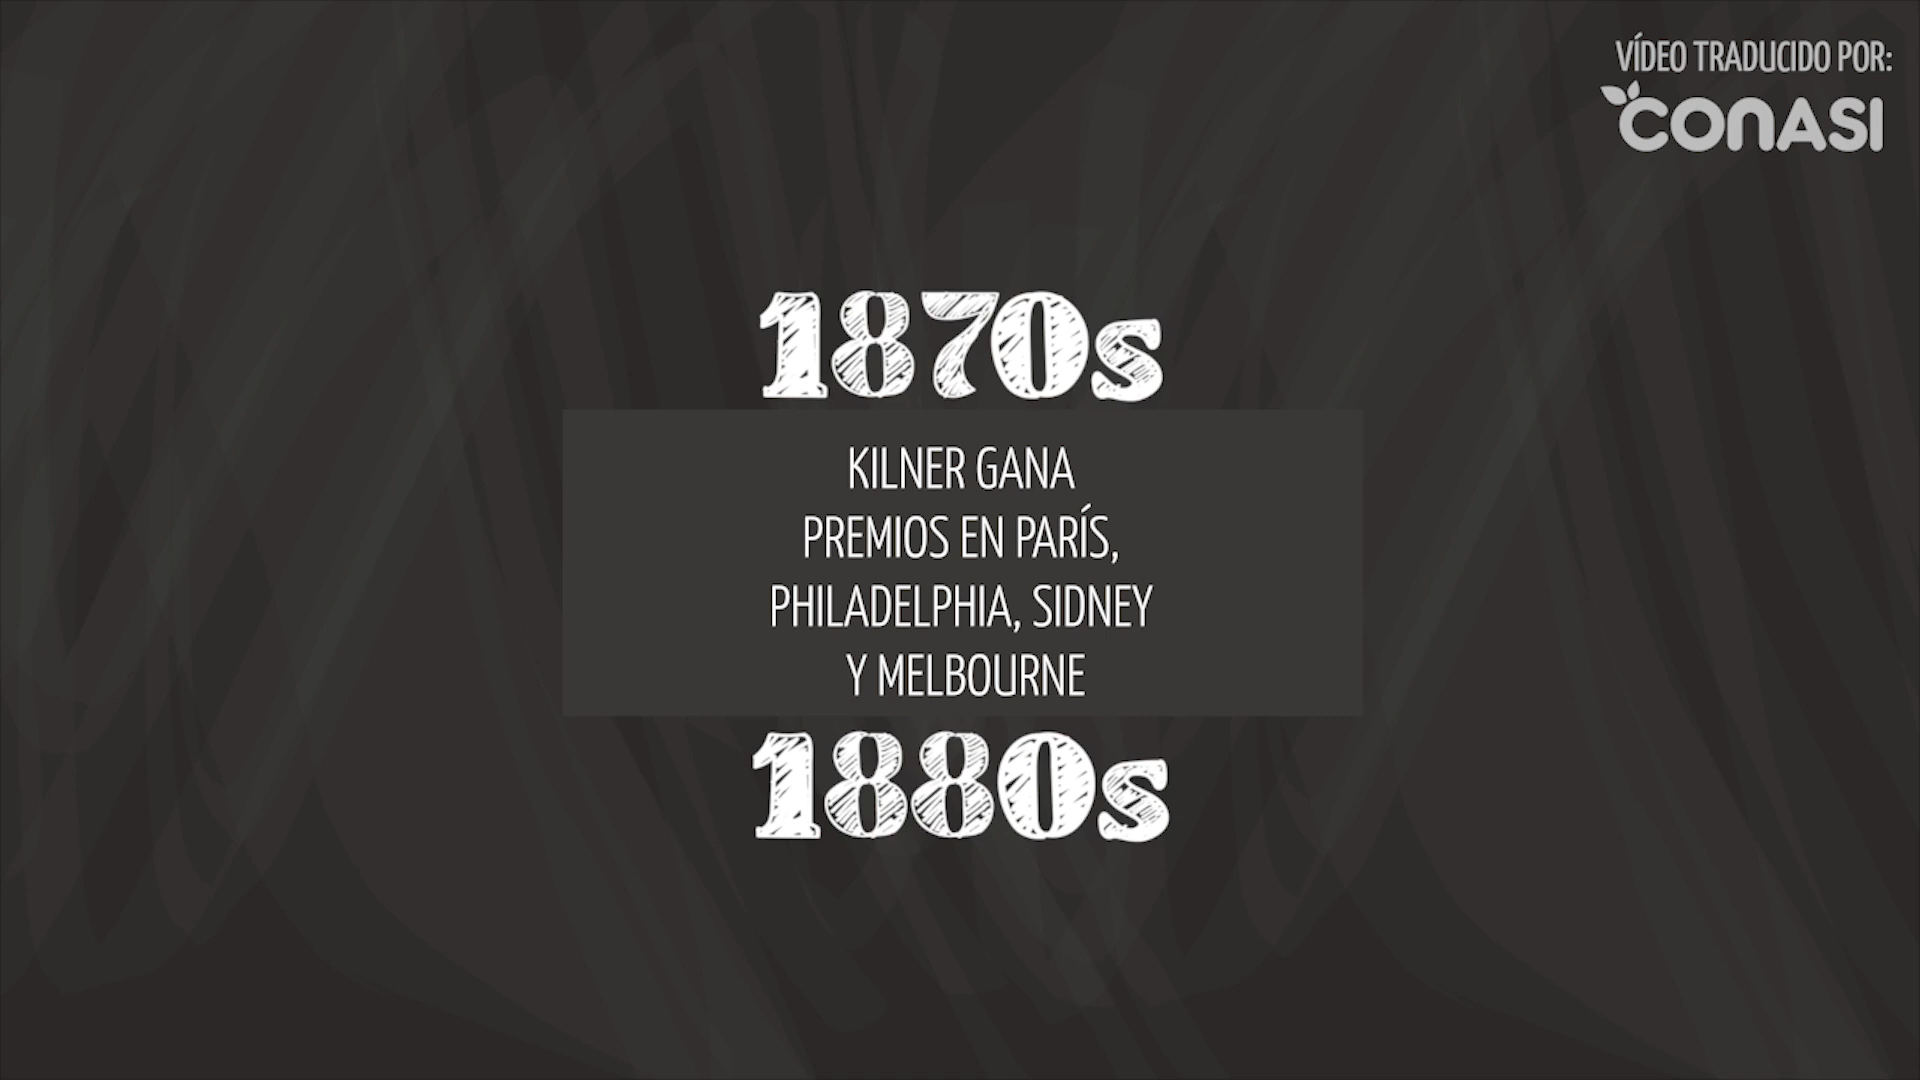 VÍDEO TRADUCIDO POR:
CONASI
1870s
KILNER GANA
PREMIOS EN PARÍS,
PHILADELPHIA, SIDNEY
Y MELBOURNE
1880s